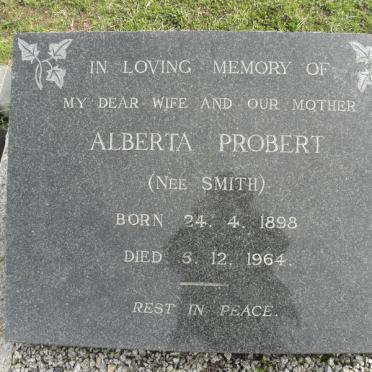 IN LOVING MEMORY OF
MY DEAR WIFE AND OUR MOTHER
ALBERTA PROBERT
(NEE SMITH)
BORN 24. 4. 1898
DIED 5. 12. 1964.
REST IN PEACE.